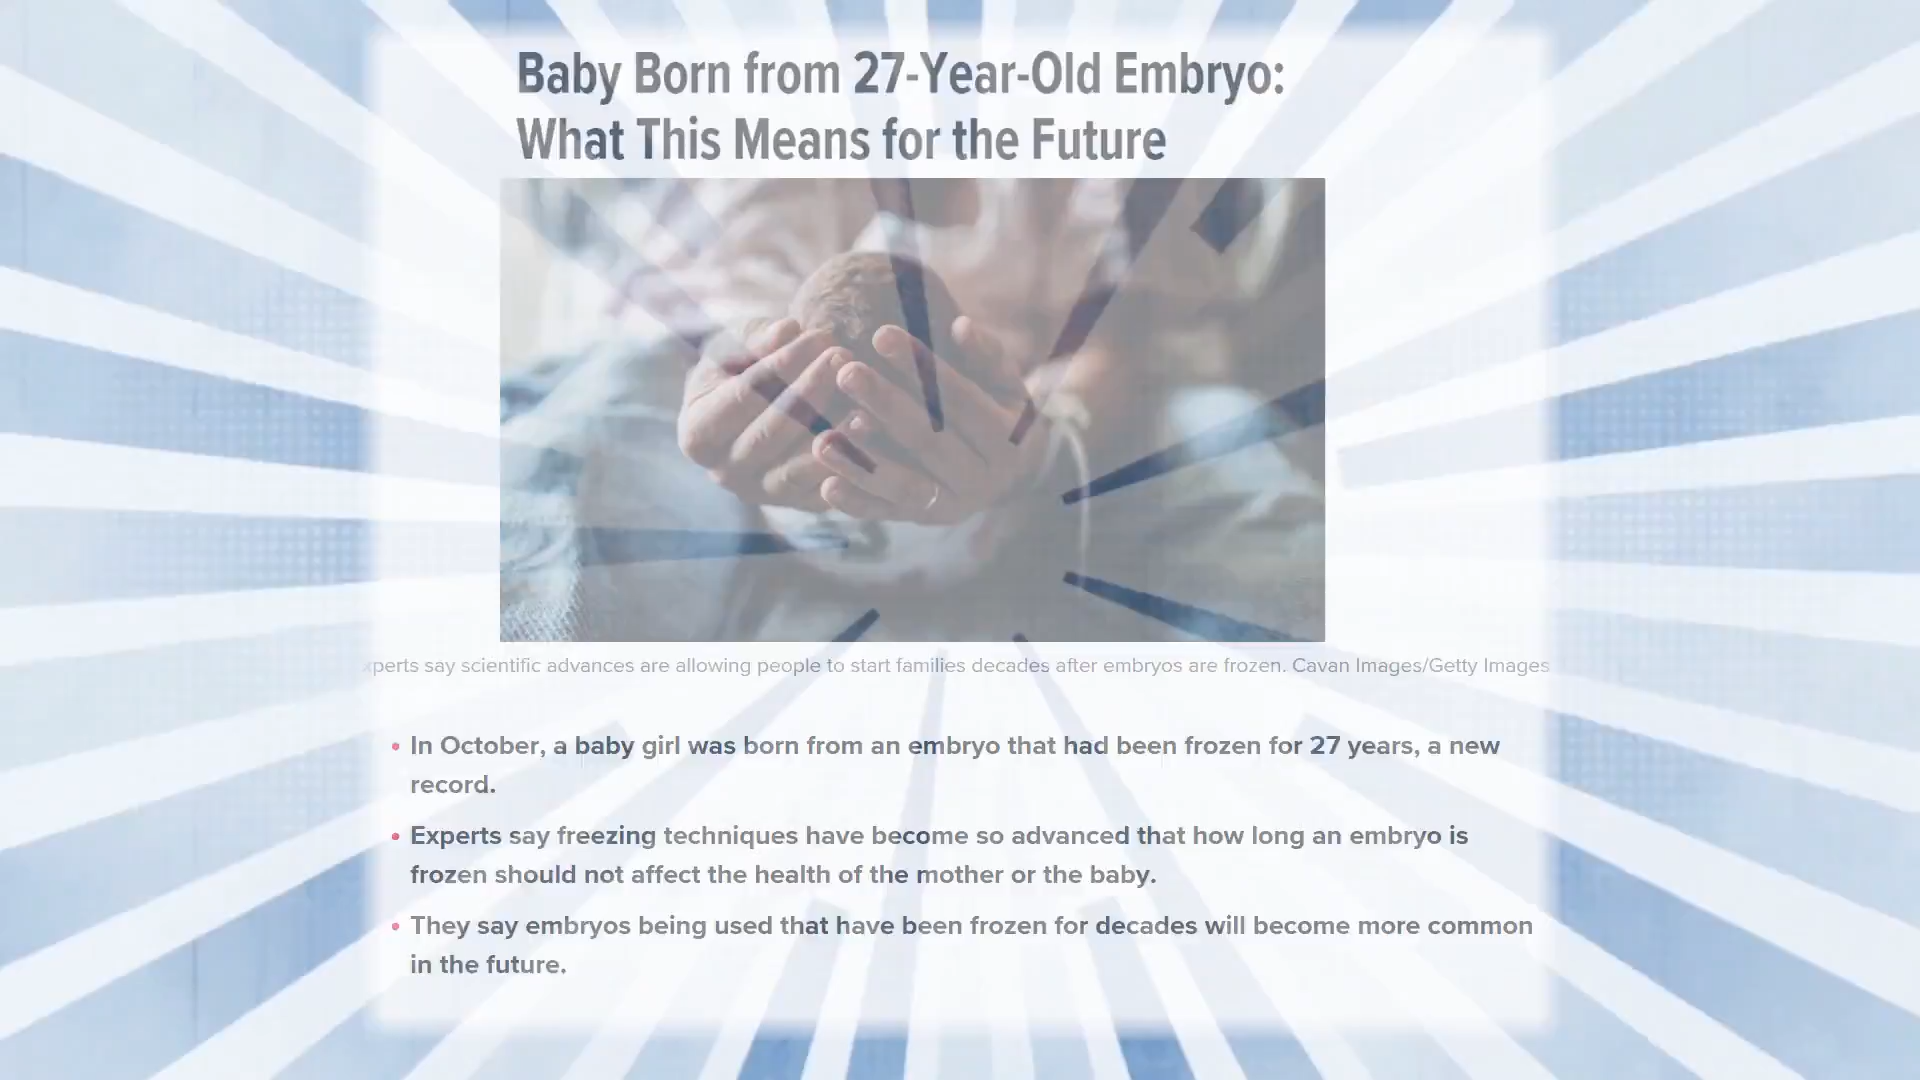 Baby Born from 27-Year-Old Embryo:
What This Means for the Future
xperts say scientific advances are allowing people to start families decades after embryos are frozen. Cavan Images/Getty Images
• In October, a baby girl was born from an embryo that had been frozen for 27 years, a new
record.
• Experts say freezing techniques have become so advanced that how long an embryo is
frozen should not affect the health of the mother or the baby.
• They say embryos being used that have been frozen for decades will become more common
in the future.